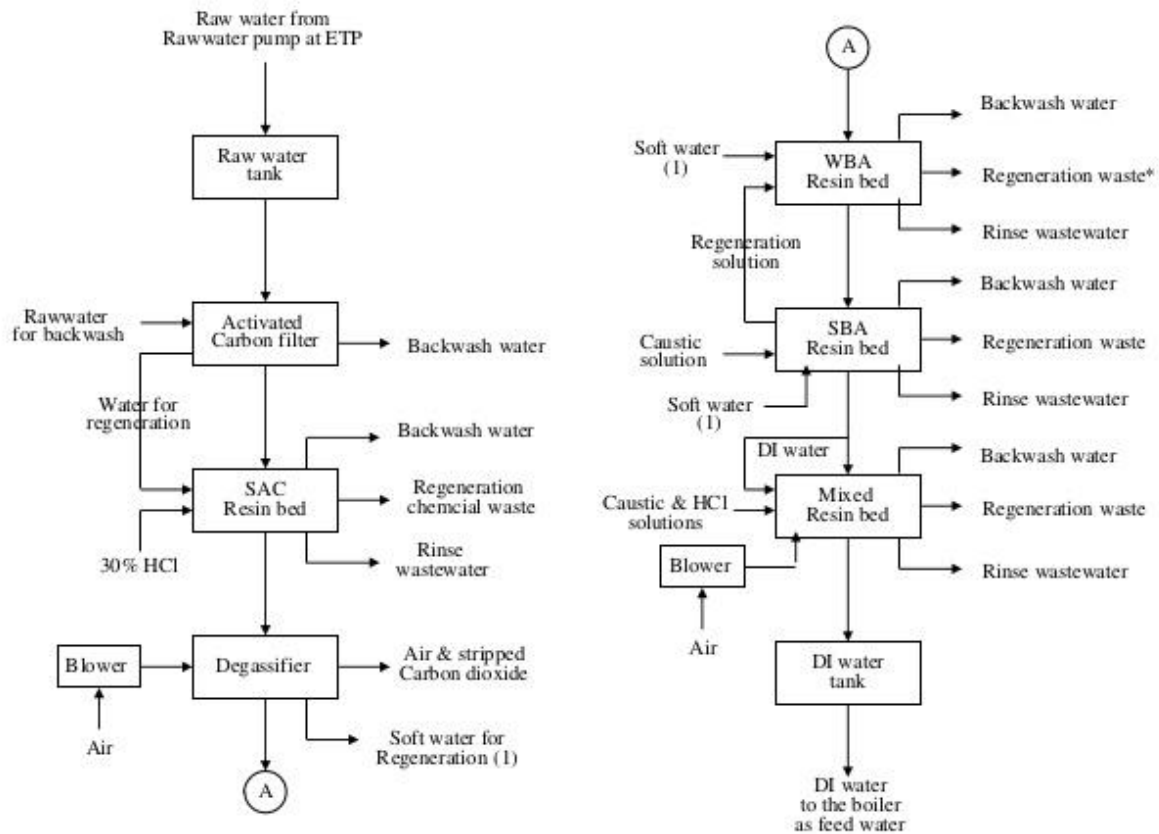 Raw water from
Rawwater pump at ETP
Raw water
tank
Rawwater
for backwash
Activated
Carbon filter
Backwash water
Water for
regeneration
Backwash water
SAC
Resin bed
Regeneration
chemcial waste
30% HCl
Rinse
wastewater
Blower
Degassifier
Air & stripped
Carbon dioxide
Air
Soft water for
Regeneration (1)
A
A
Backwash water
Soft water
(1)
WBA
Resin bed
Regeneration waste*
Rinse wastewater
Regeneration
solution
Backwash water
SBA
Resin bed
Caustic
solution
Regeneration waste
Soft water
(1)
Rinse wastewater
DI water
Backwash water
Caustic & HCl
solutions
Mixed
Resin bed
Regeneration waste
Blower
Rinse wastewater
Air
DI water
tank
DI water
to the boiler
as feed water